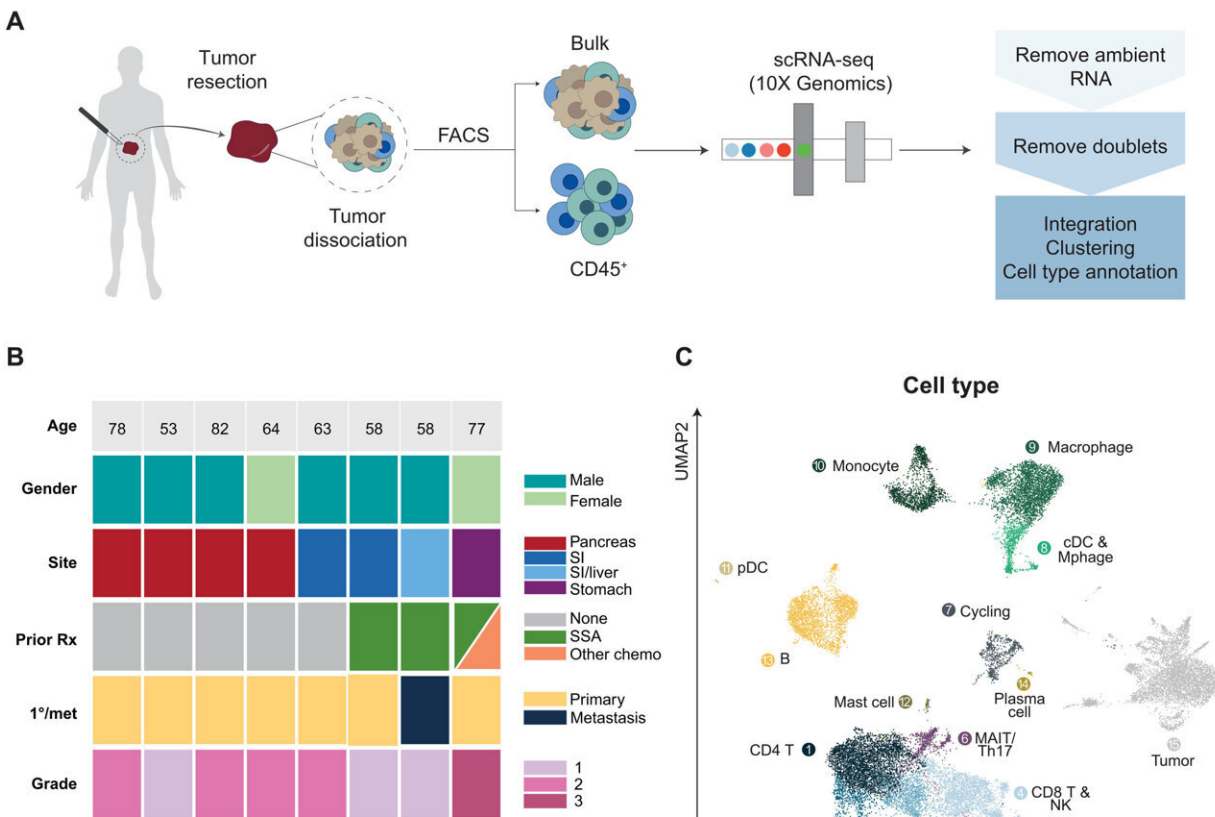 A
Tumor
resection
Tumor
dissociation
FACS
Bulk
CD45⁺
scRNA-seq
(10X Genomics)
Remove ambient
RNA
Remove doublets
Integration
Clustering
Cell type annotation
B
Age
78 53 82 64 63 58 58 77
Gender
Male
Female
Site
Pancreas
SI
SI/liver
Stomach
Prior Rx
None
SSA
Other chemo
1°/met
Primary
Metastasis
Grade
1
2
3
C
Cell type
UMAP2
10 Monocyte
9 Macrophage
8 cDC &
Mphage
11 pDC
7 Cycling
13 B
14
Plasma
cell
Mast cell 12
CD4 T 1
6 MAIT/
Th17
15
Tumor
4 CD8 T &
NK